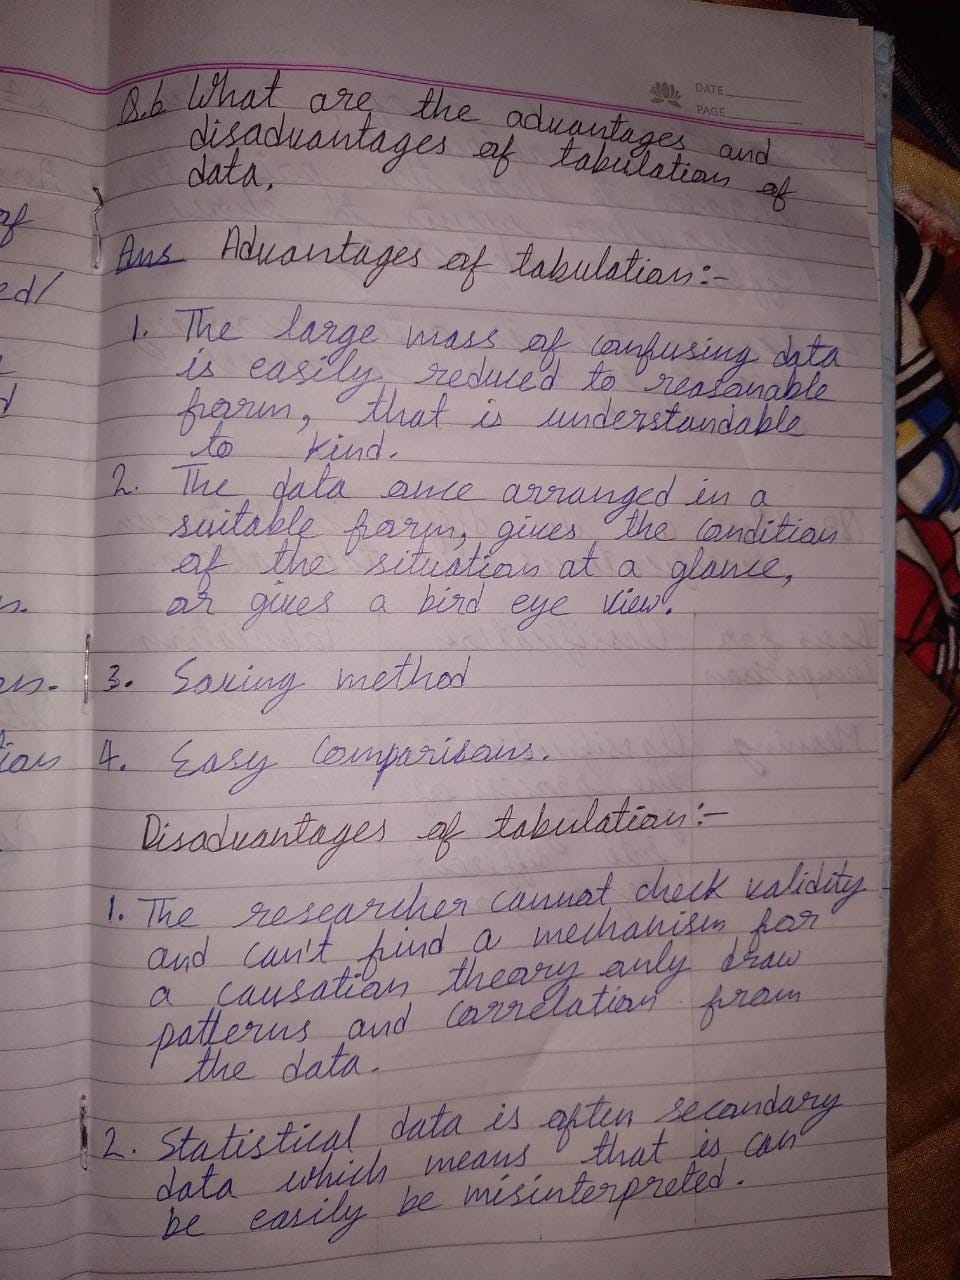 DATE
PAGE
Q.6 What are the advantages and
disadvantages of tabulation of
data.
Ans Advantages of tabulation:-
1. The large mass of confusing data
is easily reduced to reasonable
form, that is understandable
to kind.
2. The data once arranged in a
suitable form, gives the condition
of the situation at a glance,
or gives a bird eye view.
3. Saving method
4. Easy Comparisons.
Disadvantages of tabulation:-
1. The researcher cannot check validity
and can't find a mechanism for
a causation theory only draw
patterns and correlation from
the data.
2. Statistical data is often secondary
data which means that is can
be easily be misinterpreted.